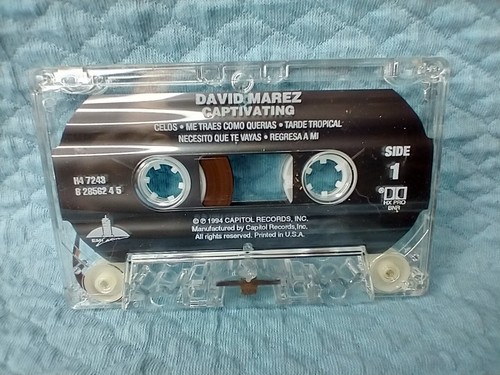 DAVID MAREZ
CAPTIVATING
CELOS • ME TRAES COMO QUERIAS • TARDE TROPICAL
NECESITO QUE TE VAYAS • REGRESA A MI
SIDE
1
H4 7243
8 28562 4 5
HX PRO
BNR
© ℗ 1994 CAPITOL RECORDS, INC.
Manufactured by Capitol Records, Inc.
All rights reserved. Printed in U.S.A.
EMI